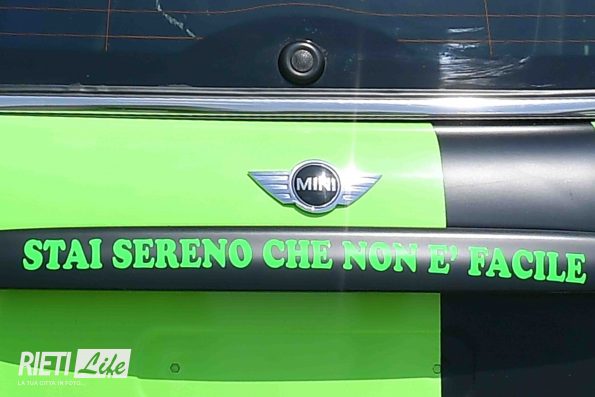 MINI
STAI SERENO CHE NON E' FACILE
RIETI Life
LA TUA CITTÀ IN FOTO...